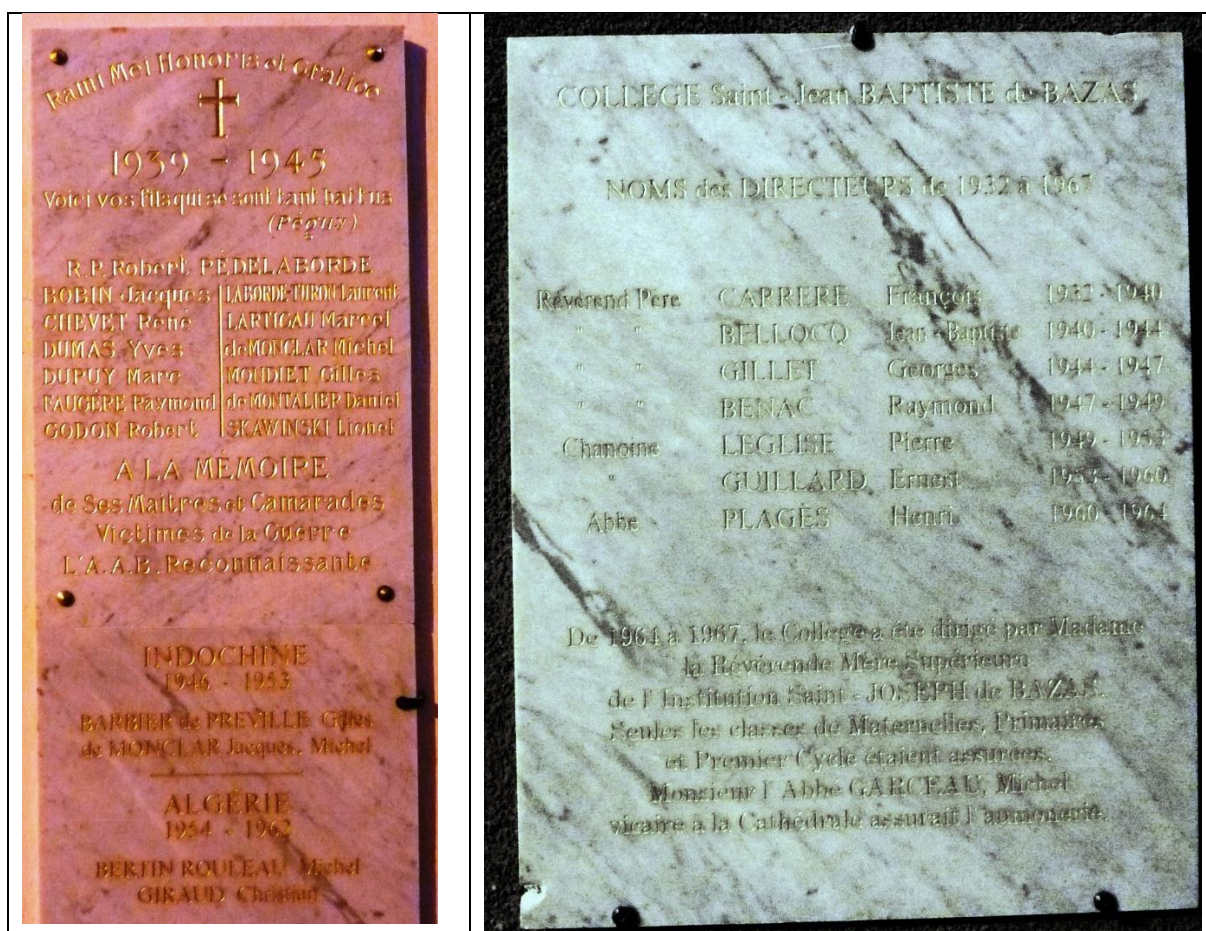 Rami Mei Honoris et Gratiae
1939 - 1945
Voici vos fils qui se sont tant battus
(Péguy)
R.P. Robert PÉDELABORDE
BOBIN Jacques
CHEVET René
DUMAS Yves
DUPUY Marc
FAUGÈRE Raymond
GODON Robert
LABORDE-TURON Laurent
LARTIGAU Marcel
de MONCLAR Michel
MONDIET Gilles
de MONTALIER Daniel
SKAWINSKI Lionel
A LA MÉMOIRE
de Ses Maitres et Camarades
Victimes de la Guerre
L'A.A.B. Reconnaissante
INDOCHINE
1946 - 1953
BARBIER de PREVILLE Gilles
de MONCLAR Jacques, Michel
ALGÉRIE
1954 - 1962
BERTIN ROULEAU Michel
GIRAUD Christian
COLLEGE Saint - Jean BAPTISTE de BAZAS
NOMS des DIRECTEURS de 1932 à 1967
Révérend Père CARRERE François 1932 - 1940
" " BELLOCQ Jean - Baptiste 1940 - 1944
" " GILLET Georges 1944 - 1947
" " BENAC Raymond 1947 - 1949
Chanoine LEGLISE Pierre 1949 - 1953
" GUILLARD Ernest 1953 - 1960
Abbé PLAGES Henri 1960 - 1964
De 1964 à 1967, le Collège a été dirigé par Madame
la Révérende Mère Supérieure
de l'Institution Saint - JOSEPH de BAZAS.
Seules les classes de Maternelles, Primaires
et Premier Cycle étaient assurées.
Monsieur l'Abbé GARCEAU, Michel
vicaire à la Cathédrale assurait l'aumonerie.